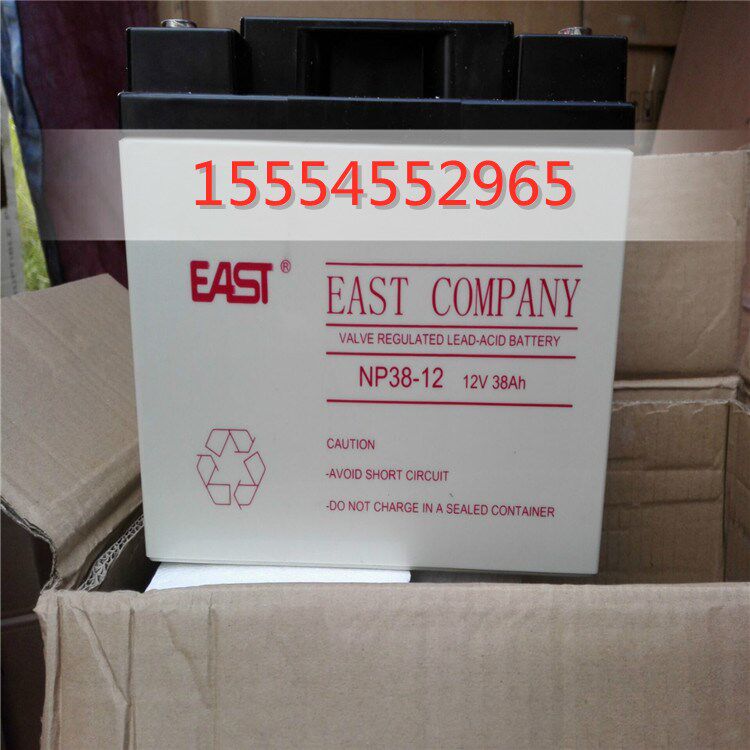 15554552965
EAST®
EAST COMPANY
VALVE REGULATED LEAD-ACID BATTERY
NP38-12 12V 38Ah
CAUTION
-AVOID SHORT CIRCUIT
-DO NOT CHARGE IN A SEALED CONTAINER